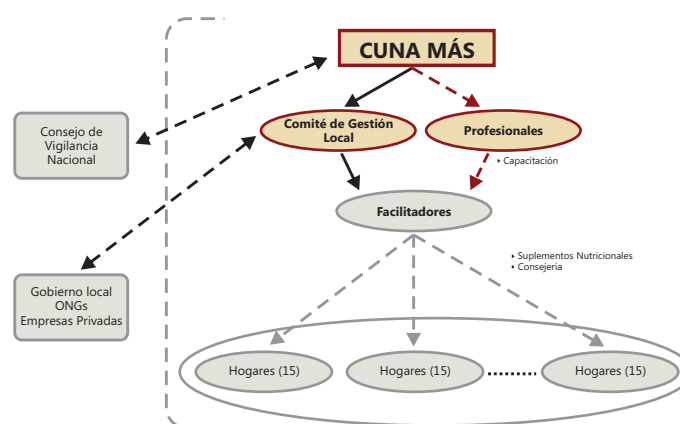 CUNA MÁS
Consejo de
Vigilancia
Nacional
Comité de Gestión
Local
Profesionales
‣ Capacitación
Facilitadores
‣ Suplementos Nutricionales
‣ Consejería
Gobierno local
ONGs
Empresas Privadas
Hogares (15)
Hogares (15)
Hogares (15)